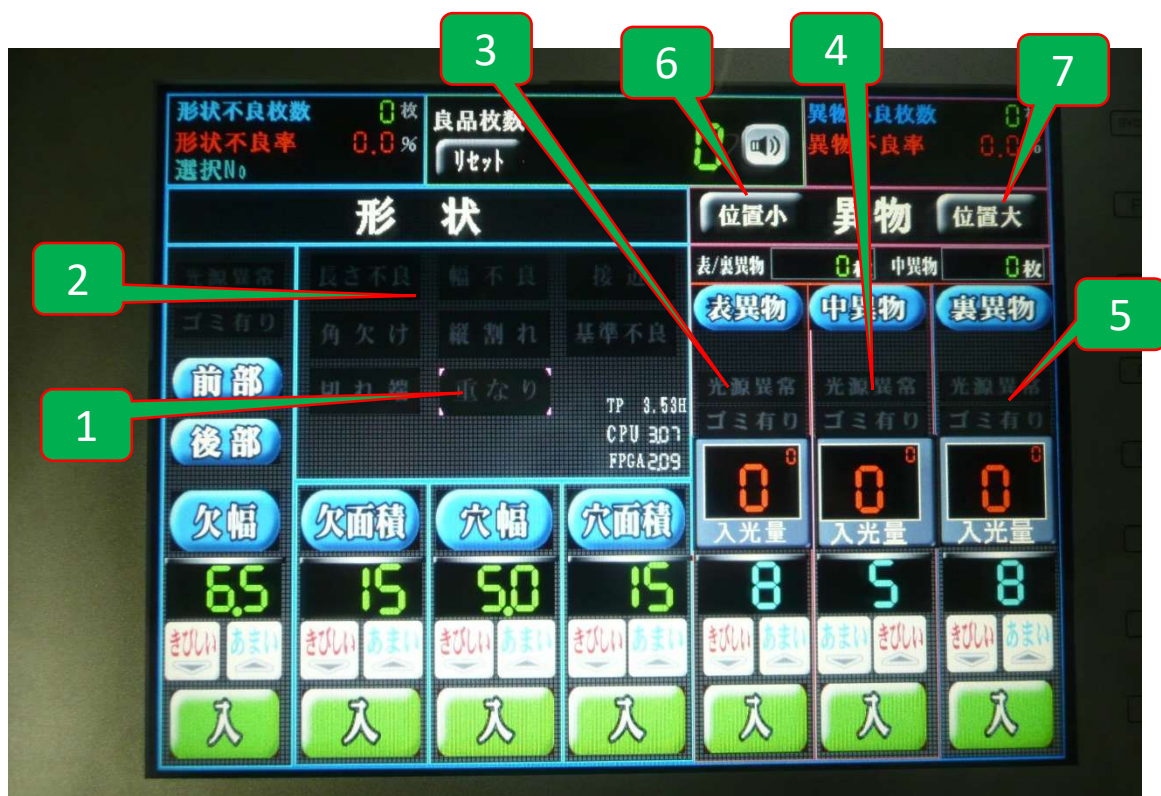 3
6
4
7
形状不良枚数 0枚
形状不良率 0.0%
選択No
良品枚数
リセット
0
異物不良枚数 0枚
異物不良率 0.0%
形 状
位置小 異物 位置大
表/裏異物 0枚 中異物 0枚
2
光源異常
ゴミ有り
前部
後部
1
長さ不良 幅不良
角欠け 縦割れ 基準不良
切れ端 重なり
TP 3.53H
CPU 3.07
FPGA 2.09
表異物 中異物 裏異物
5
光源異常 光源異常 光源異常
ゴミ有り ゴミ有り ゴミ有り
0 0 0 0 0 0
入光量 入光量 入光量
欠幅 欠面積 穴幅 穴面積
6.5 15 5.0 15 8 5 8
きびしい あまい きびしい あまい きびしい あまい きびしい あまい きびしい あまい あまい きびしい きびしい あまい
入 入 入 入 入 入 入